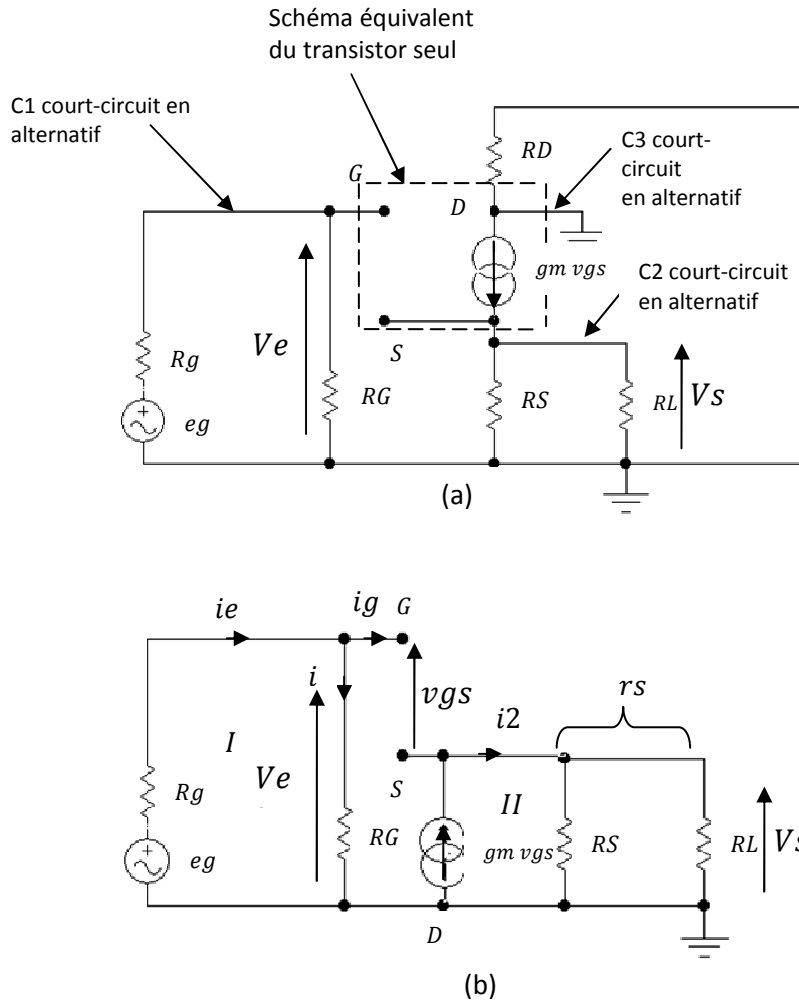 Schéma équivalent
du transistor seul
C1 court-circuit en
alternatif
RD
C3 court-
circuit
en alternatif
G
D
gm vgs
C2 court-circuit
en alternatif
S
Ve
Rg
RG
RS
RL
Vs
eg
(a)
ie
ig
G
i
vgs
i2
rs
I
Ve
S
II
Rg
RG
gm vgs
RS
RL
Vs
eg
D
(b)